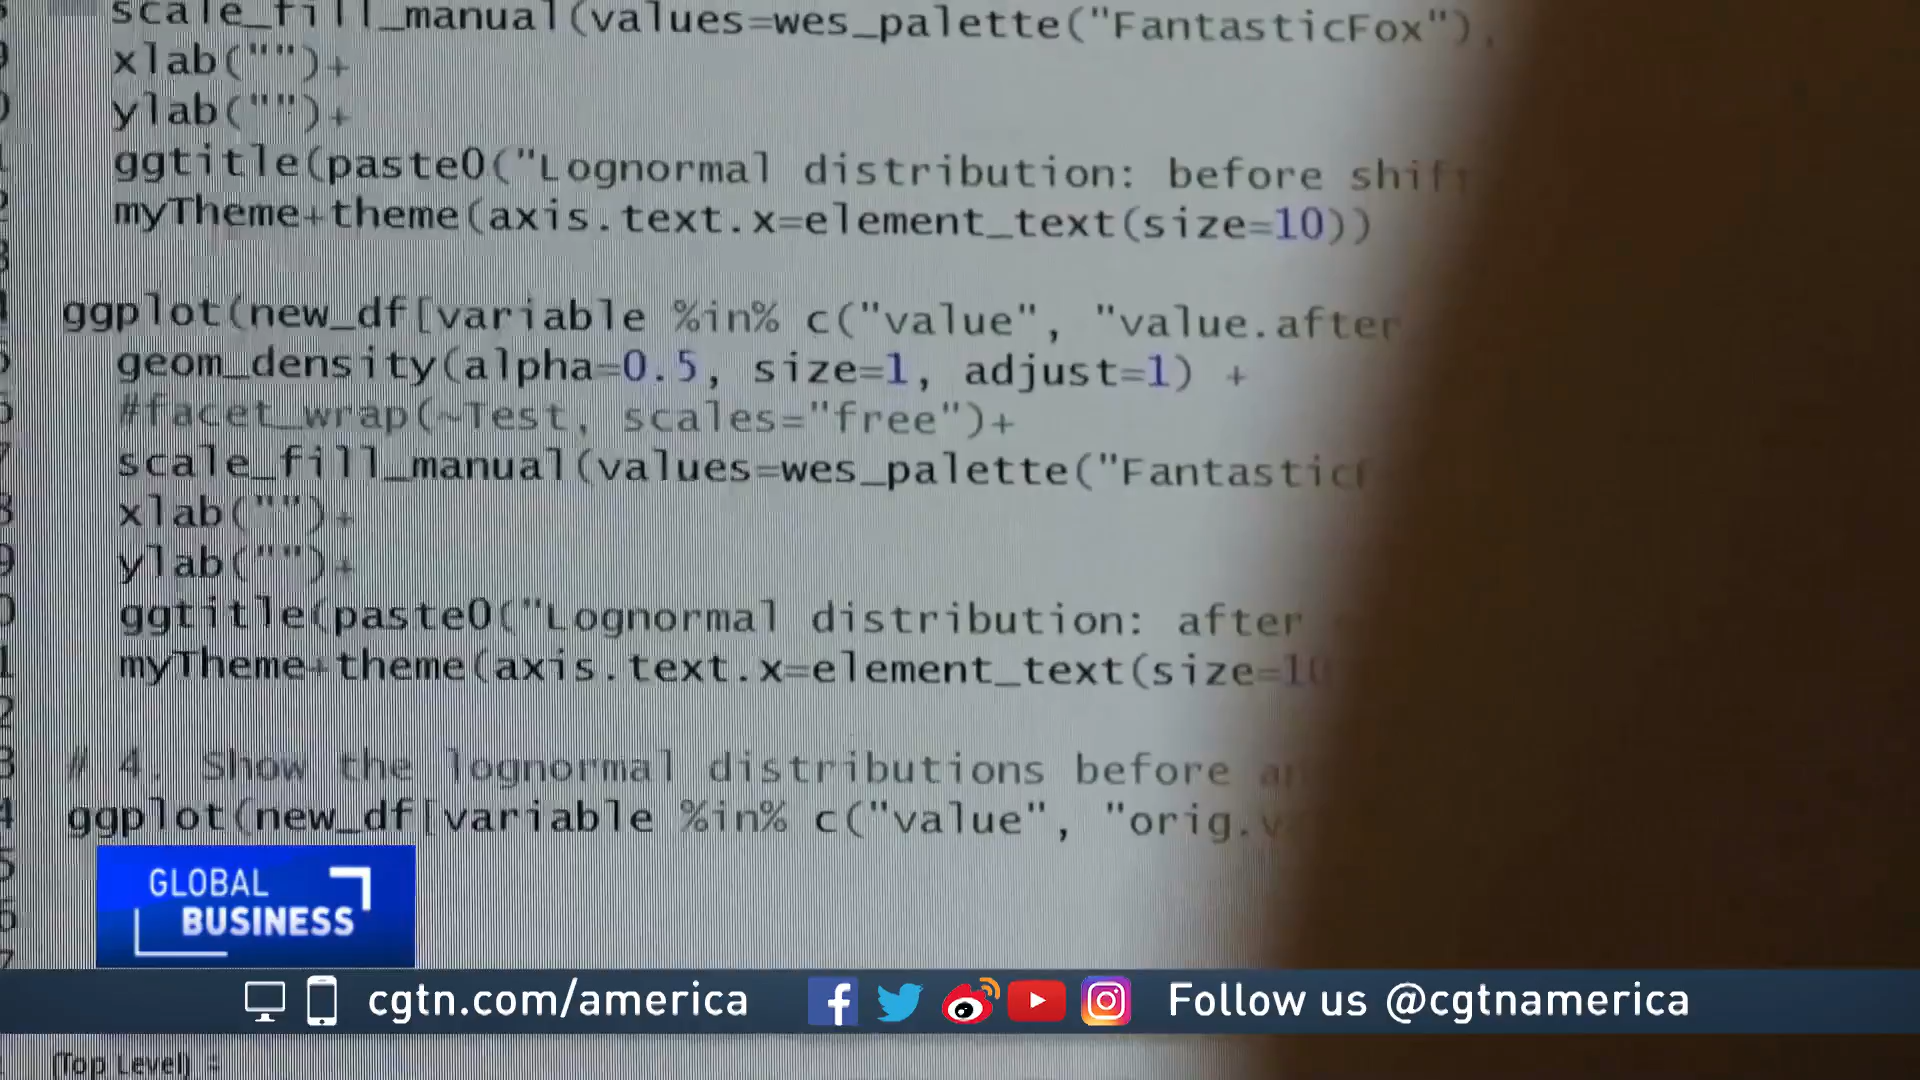 scale_fill_manual(values=wes_palette("FantasticFox"),
xlab("")+
ylab("")+
ggtitle(paste0("Lognormal distribution: before shift
myTheme+theme(axis.text.x=element_text(size=10))
ggplot(new_df[variable %in% c("value", "value.after
geom_density(alpha=0.5, size=1, adjust=1) +
#facet_wrap(~Test, scales="free")+
scale_fill_manual(values=wes_palette("Fantastic
xlab("")+
ylab("")+
ggtitle(paste0("Lognormal distribution: after
myTheme+theme(axis.text.x=element_text(size=10
# 4. Show the lognormal distributions before
ggplot(new_df[variable %in% c("value", "orig.v
GLOBAL
BUSINESS
cgtn.com/america
Follow us @cgtnamerica
(Top Level)